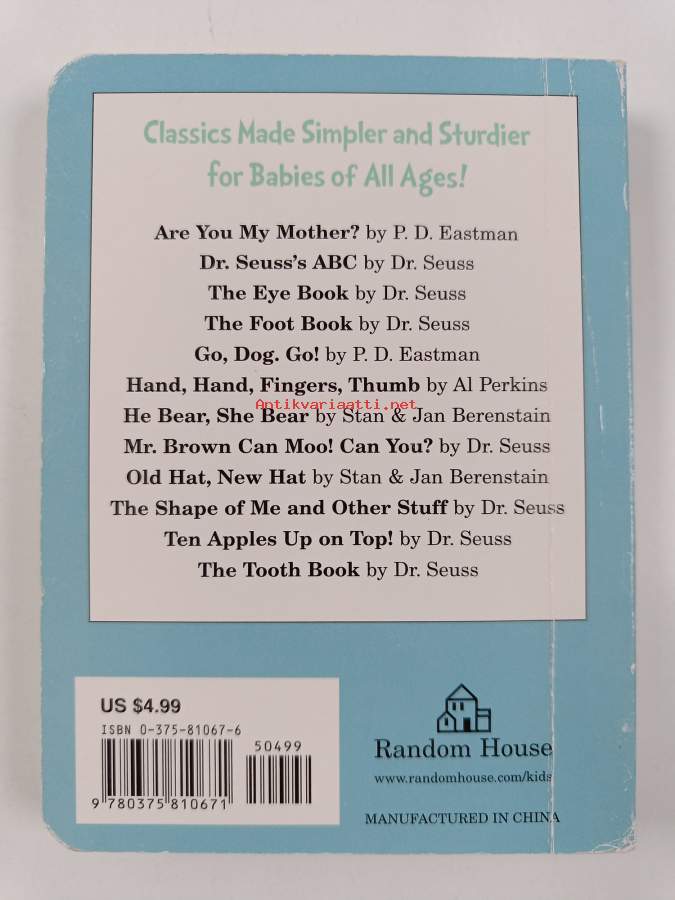 Classics Made Simpler and Sturdier
for Babies of All Ages!
Are You My Mother? by P. D. Eastman
Dr. Seuss's ABC by Dr. Seuss
The Eye Book by Dr. Seuss
The Foot Book by Dr. Seuss
Go, Dog. Go! by P. D. Eastman
Hand, Hand, Fingers, Thumb by Al Perkins
Antikvariaatti.net
He Bear, She Bear by Stan & Jan Berenstain
Mr. Brown Can Moo! Can You? by Dr. Seuss
Old Hat, New Hat by Stan & Jan Berenstain
The Shape of Me and Other Stuff by Dr. Seuss
Ten Apples Up on Top! by Dr. Seuss
The Tooth Book by Dr. Seuss
US $4.99
ISBN 0-375-81067-6
50499
9 780375 810671
Random House
www.randomhouse.com/kids
MANUFACTURED IN CHINA